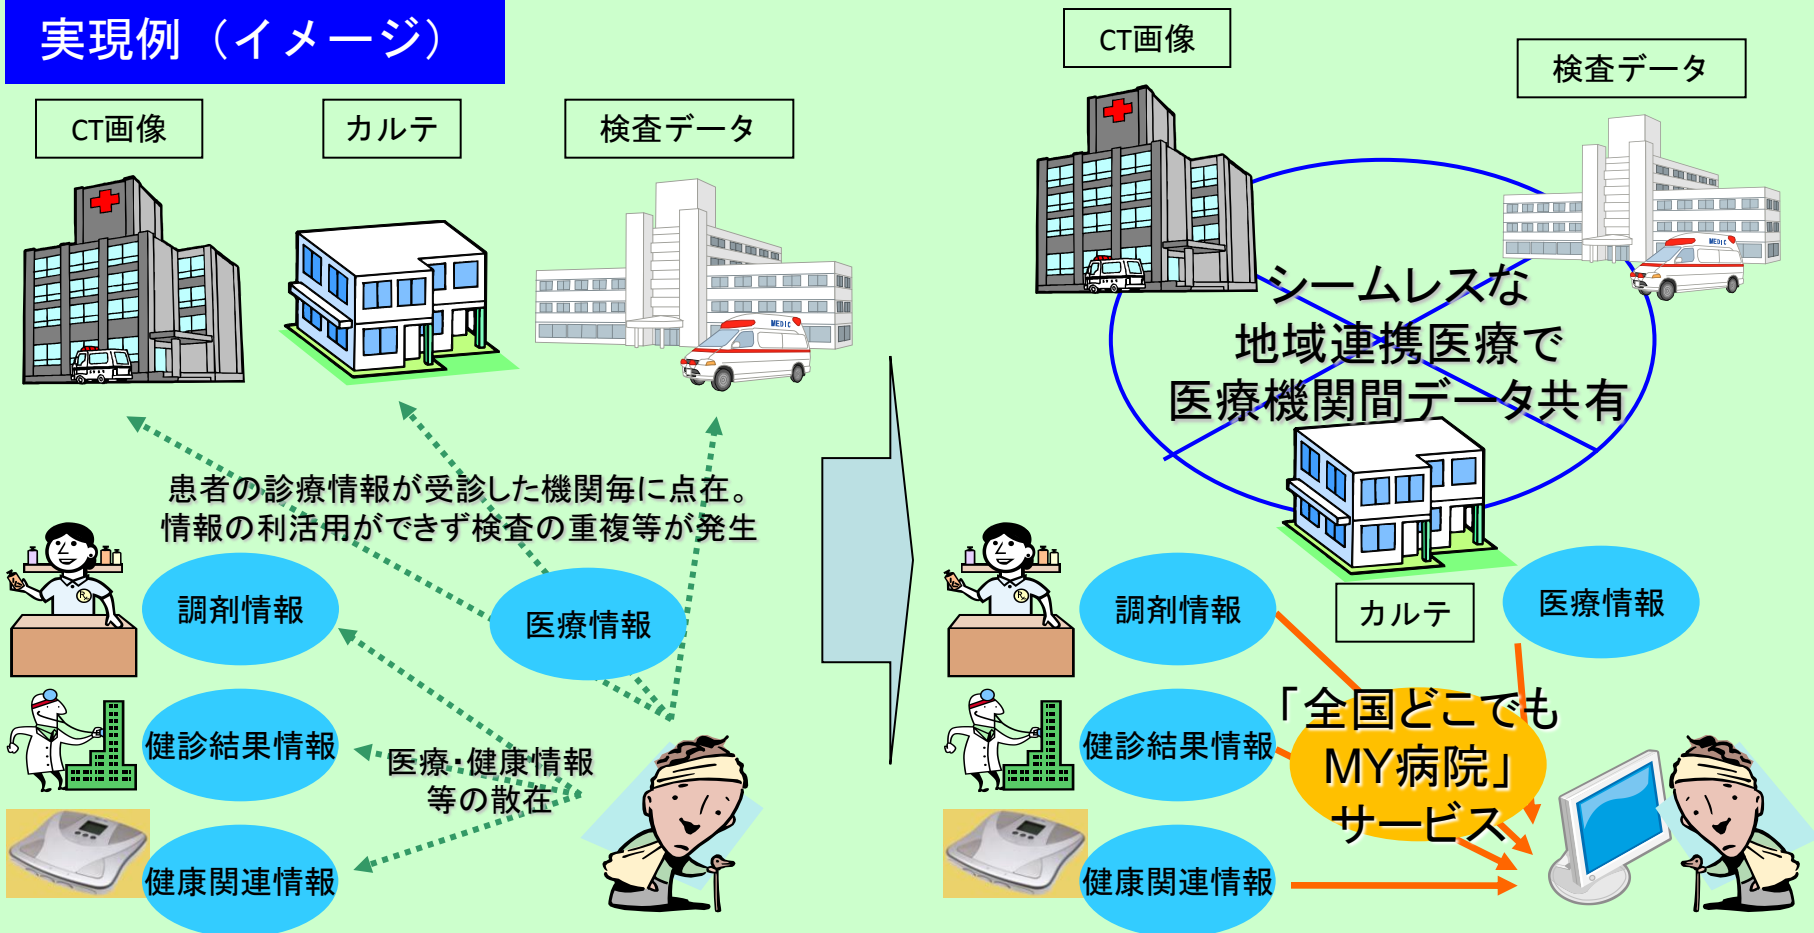 実現例（イメージ）
CT画像
カルテ
検査データ
MEDIC
患者の診療情報が受診した機関毎に点在。
情報の利活用ができず検査の重複等が発生
調剤情報
医療情報
健診結果情報
医療・健康情報
等の散在
健康関連情報
CT画像
検査データ
MEDIC
シームレスな
地域連携医療で
医療機関間データ共有
カルテ
調剤情報
医療情報
健診結果情報
「全国どこでも
MY病院」
サービス
健康関連情報